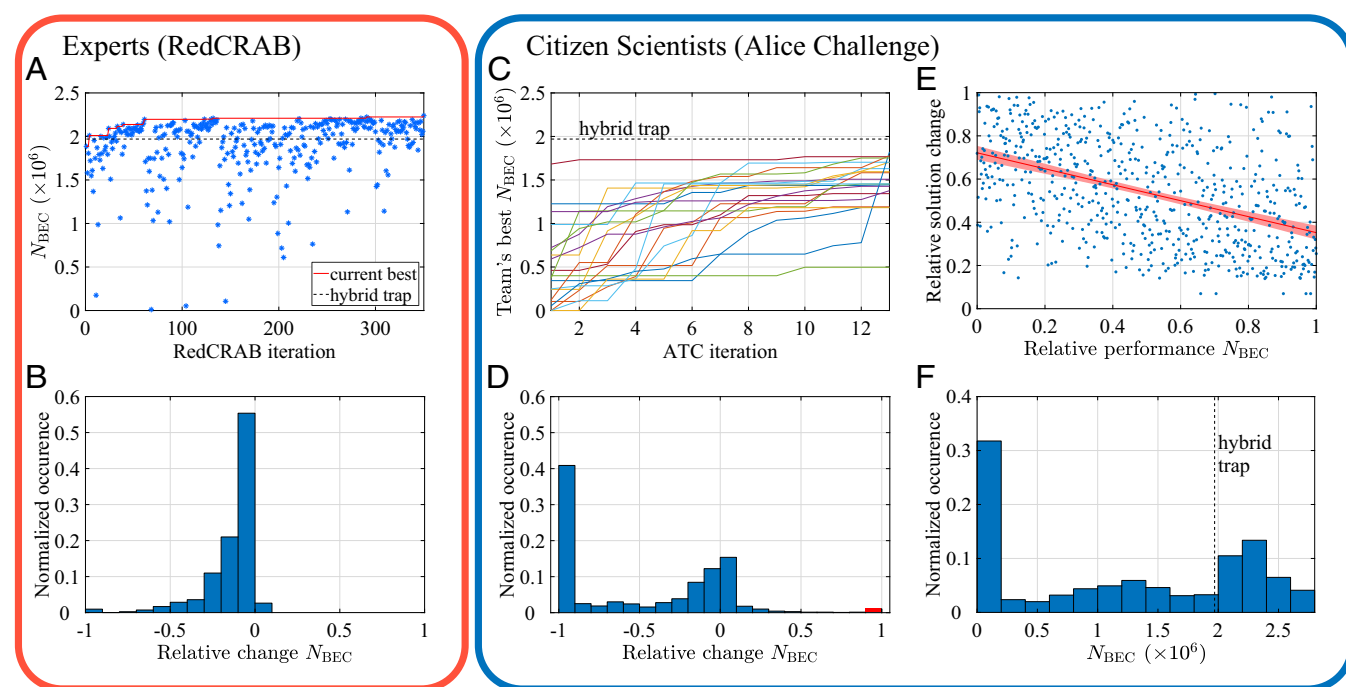 Experts (RedCRAB)
A
N_BEC (×10^6)
2.5
2
1.5
1
0.5
0
0 100 200 300
RedCRAB iteration
current best
hybrid trap
B
Normalized occurence
0.6
0.5
0.4
0.3
0.2
0.1
0
-1 -0.5 0 0.5 1
Relative change N_BEC
Citizen Scientists (Alice Challenge)
C
Team's best N_BEC (×10^6)
2.5
2
1.5
1
0.5
0
hybrid trap
2 4 6 8 10 12
ATC iteration
D
Normalized occurence
0.6
0.5
0.4
0.3
0.2
0.1
0
-1 -0.5 0 0.5 1
Relative change N_BEC
E
Relative solution change
1
0.8
0.6
0.4
0.2
0
0 0.2 0.4 0.6 0.8 1
Relative performance N_BEC
F
Normalized occurence
0.4
0.3
0.2
0.1
0
hybrid
trap
0 0.5 1 1.5 2 2.5
N_BEC (×10^6)